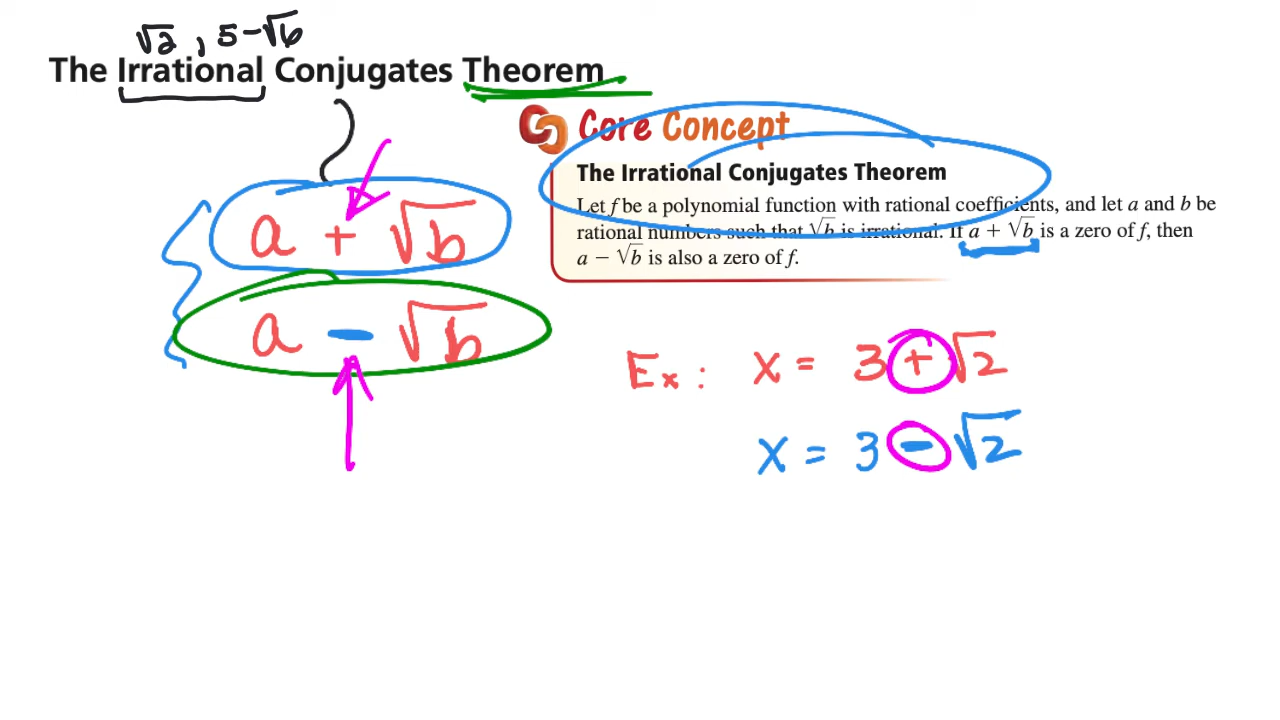 √2 , 5-√6
The Irrational Conjugates Theorem
Core Concept
The Irrational Conjugates Theorem
Let f be a polynomial function with rational coefficients, and let a and b be
rational numbers such that √b is irrational. If a + √b is a zero of f, then
a − √b is also a zero of f.
a + √b
a - √b
Ex: x = 3+√2
x = 3-√2